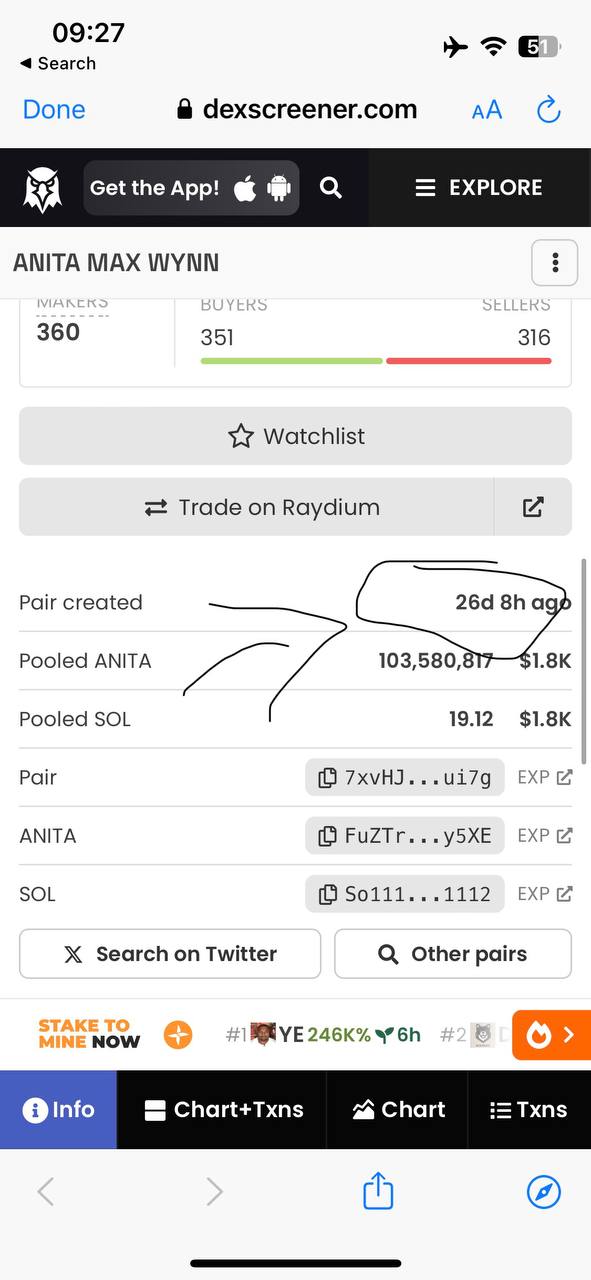 09:27
51
Search
Done
dexscreener.com
AA
Get the App!
EXPLORE
ANITA MAX WYNN
MAKERS
BUYERS
SELLERS
360
351
316
Watchlist
Trade on Raydium
Pair created
26d 8h ago
Pooled ANITA
103,580,817 $1.8K
Pooled SOL
19.12 $1.8K
Pair
7xvHJ...ui7g EXP
ANITA
FuZTr...y5XE EXP
SOL
So111...1112 EXP
Search on Twitter
Other pairs
STAKE TO
MINE NOW
#1 YE 246K% 6h #2
Info
Chart+Txns
Chart
Txns